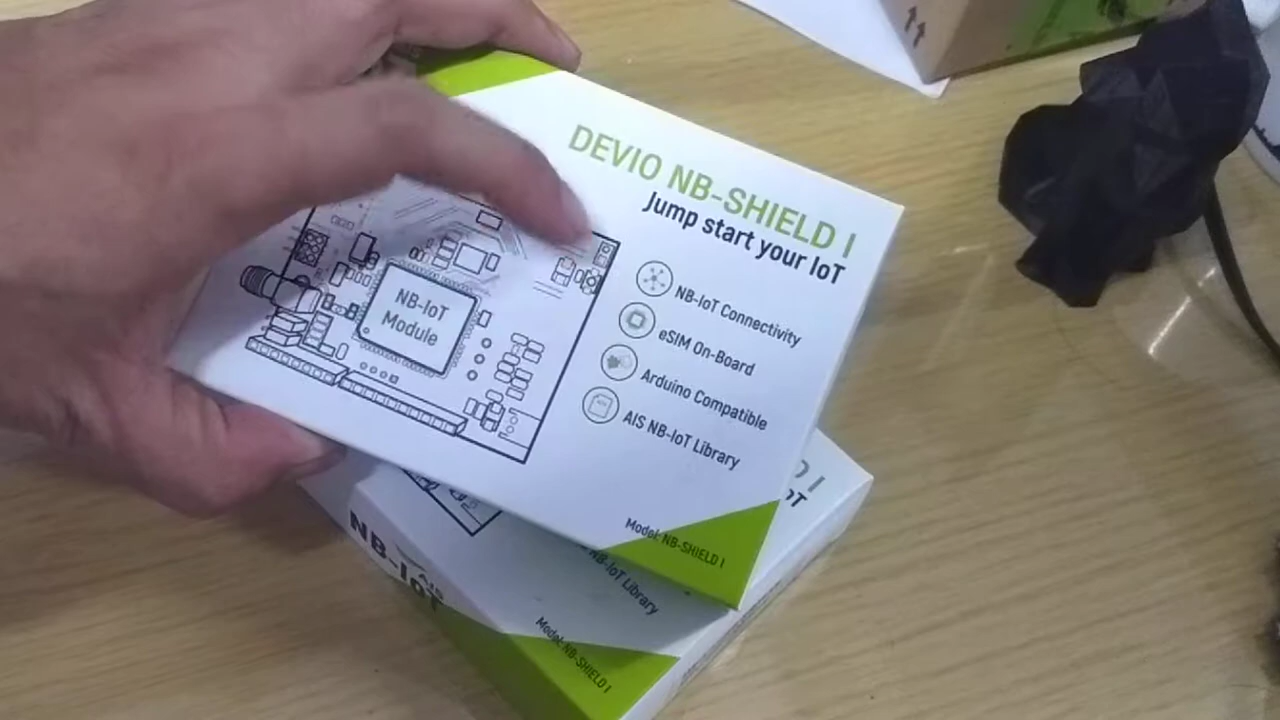 DEVIO NB-SHIELD I
Jump start your IoT
NB-IoT Connectivity
eSIM On-Board
Arduino Compatible
AIS NB-IoT Library
NB-IoT
Module
Model: NB-SHIELD I
D I
oT
NB-IoT Library
Model: NB-SHIELD I
NB-IoT